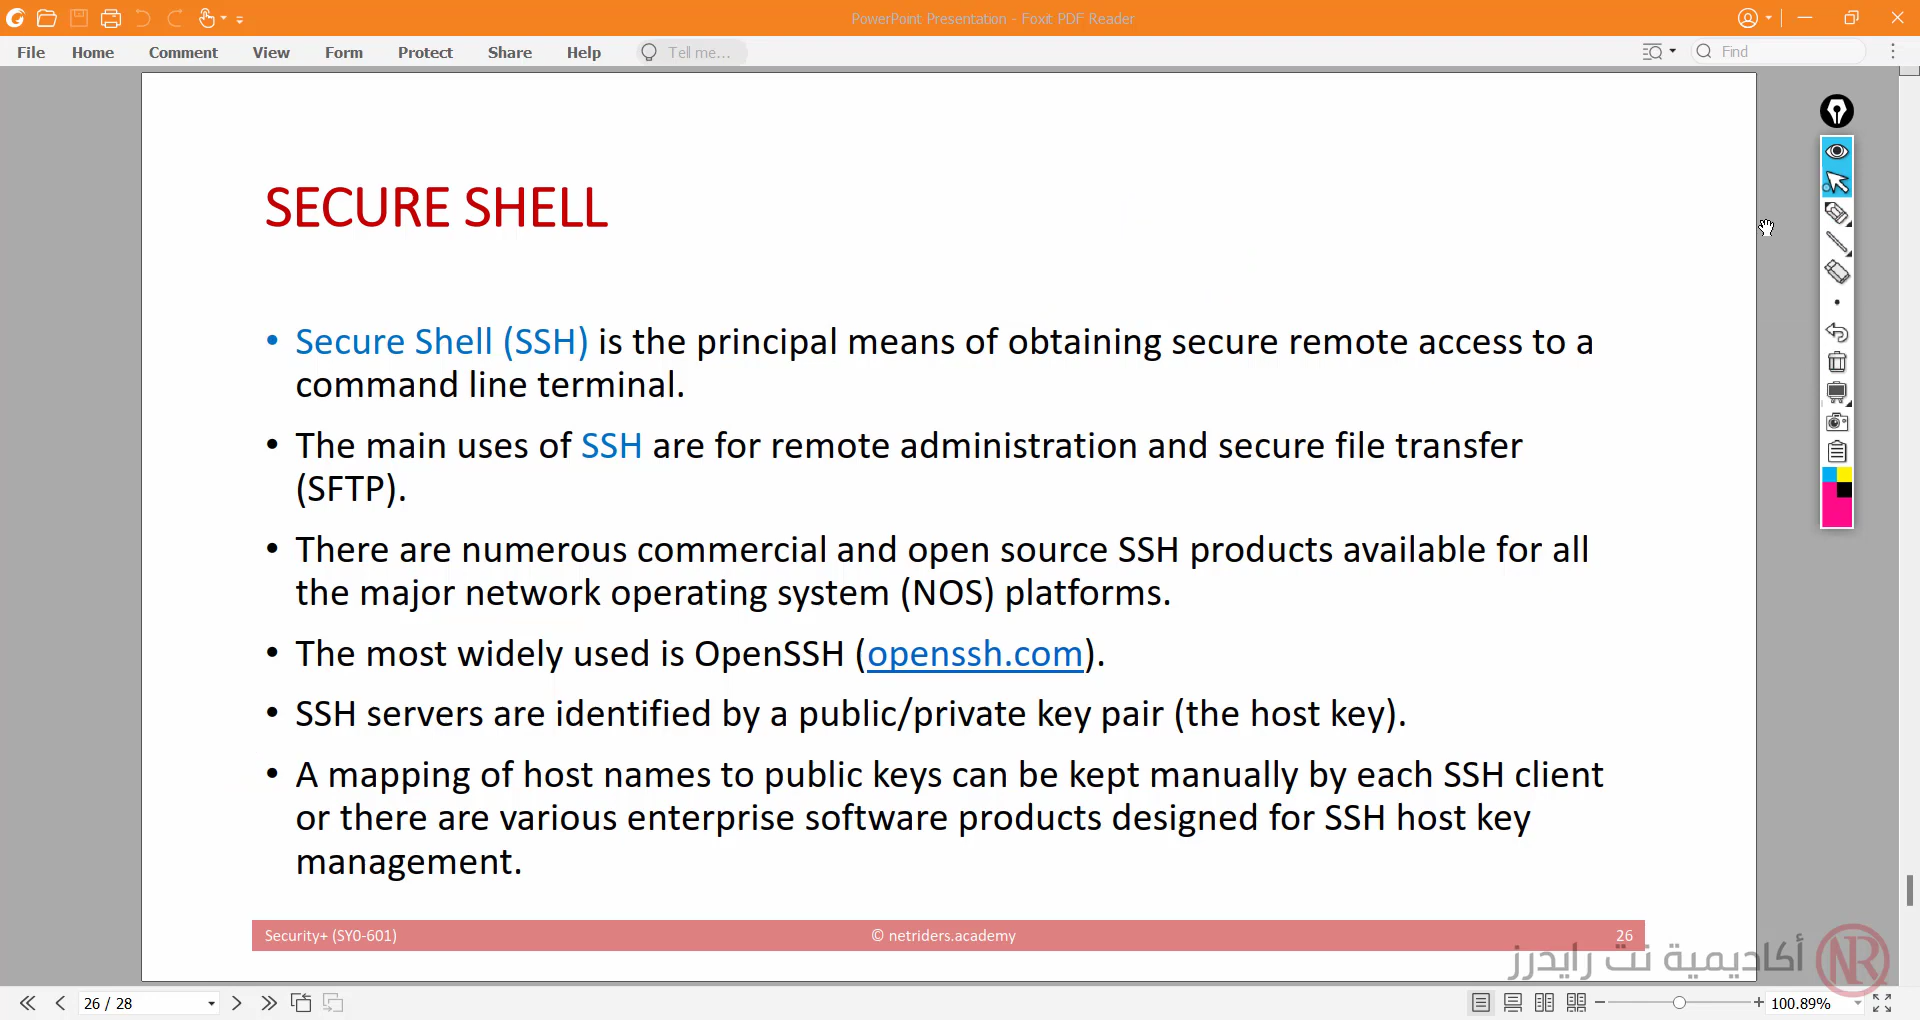 PowerPoint Presentation - Foxit PDF Reader
File Home Comment View Form Protect Share Help Tell me... Find
SECURE SHELL
• Secure Shell (SSH) is the principal means of obtaining secure remote access to a
command line terminal.
• The main uses of SSH are for remote administration and secure file transfer
(SFTP).
• There are numerous commercial and open source SSH products available for all
the major network operating system (NOS) platforms.
• The most widely used is OpenSSH (openssh.com).
• SSH servers are identified by a public/private key pair (the host key).
• A mapping of host names to public keys can be kept manually by each SSH client
or there are various enterprise software products designed for SSH host key
management.
Security+ (SY0-601) © netriders.academy 26
أكاديمية نت رايدرز NR
26 / 28 100.89%